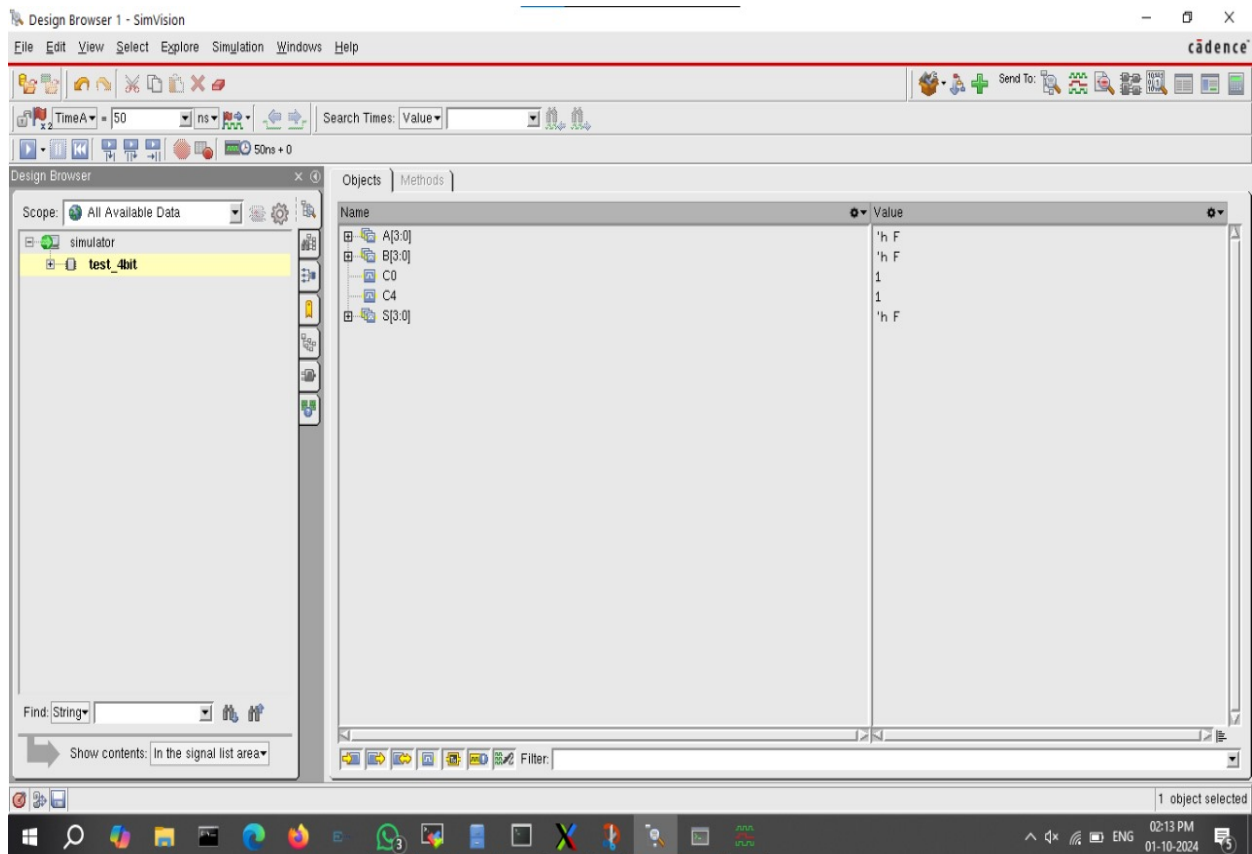 Design Browser 1 - SimVision
File Edit View Select Explore Simulation Windows Help
cādence
Send To:
TimeA = 50 ns
Search Times: Value
50ns + 0
Design Browser
Objects Methods
Scope: All Available Data
Name Value
simulator
test_4bit
A[3:0] 'h F
B[3:0] 'h F
C0 1
C4 1
S[3:0] 'h F
Find: String
Show contents: In the signal list area
Filter:
1 object selected
ENG
02:13 PM
01-10-2024
3
5